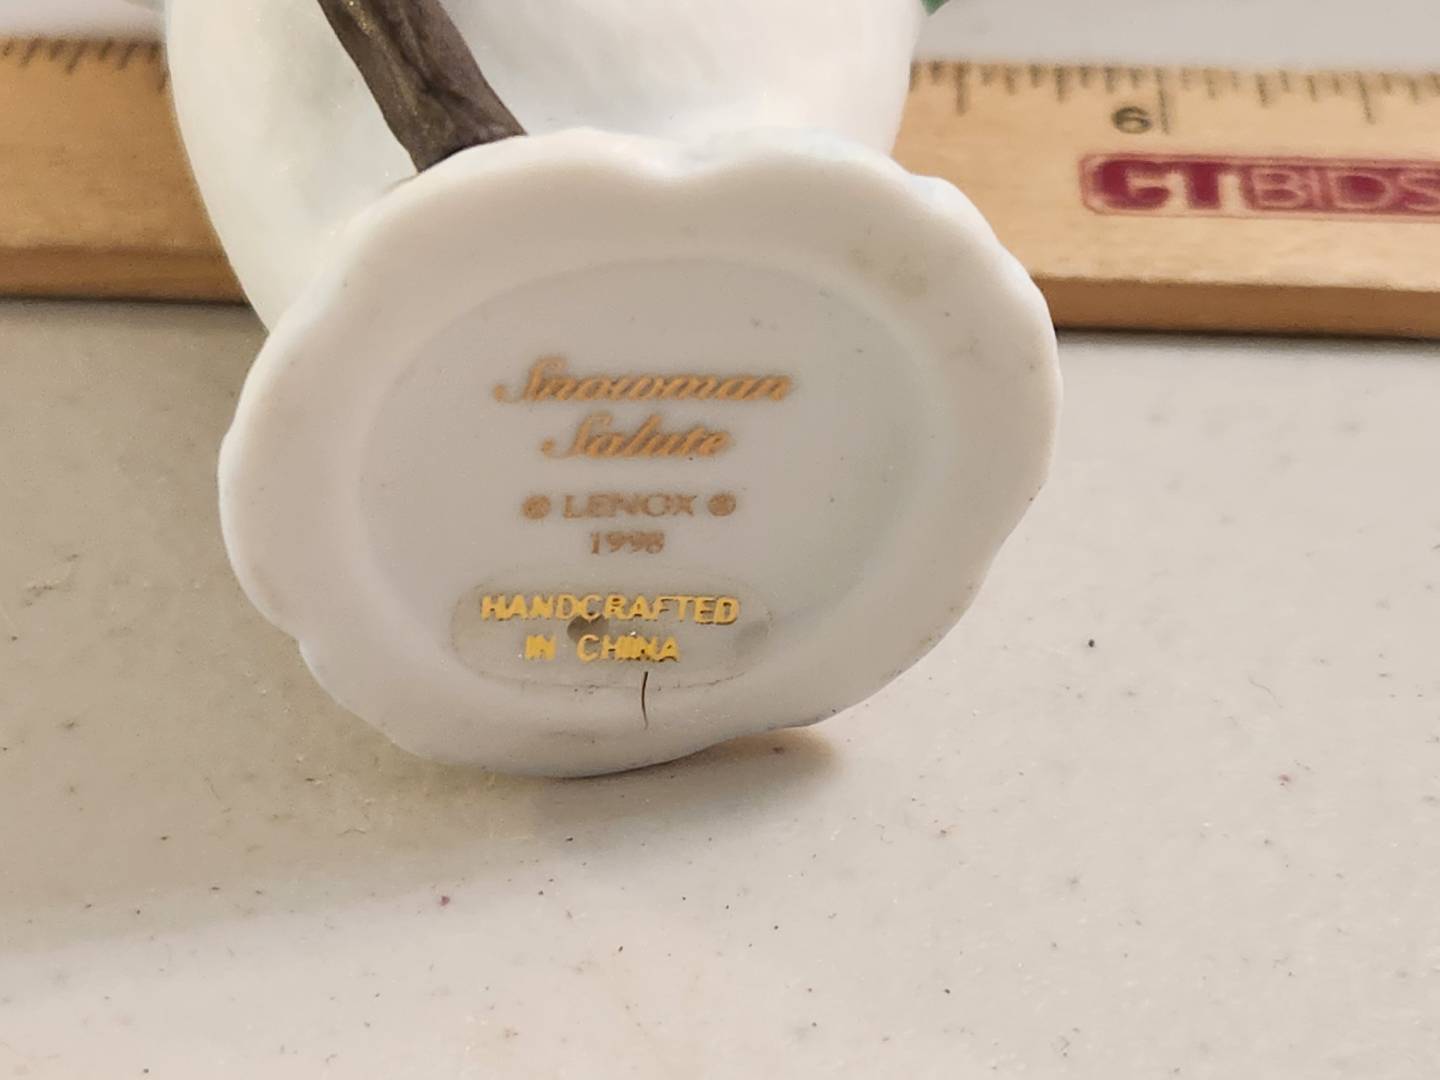 6
CTBIDS
Snowman
Salute
® LENOX ®
1998
HANDCRAFTED
IN CHINA